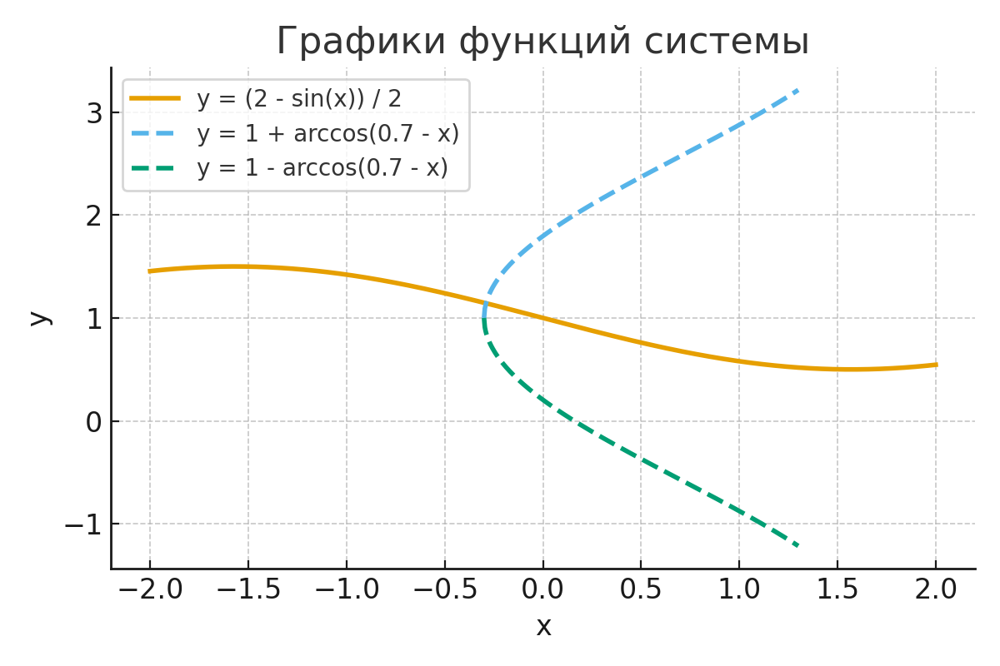 Графики функций системы
y = (2 - sin(x)) / 2
y = 1 + arccos(0.7 - x)
y = 1 - arccos(0.7 - x)
3
2
1
0
−1
y
−2.0 −1.5 −1.0 −0.5 0.0 0.5 1.0 1.5 2.0
x